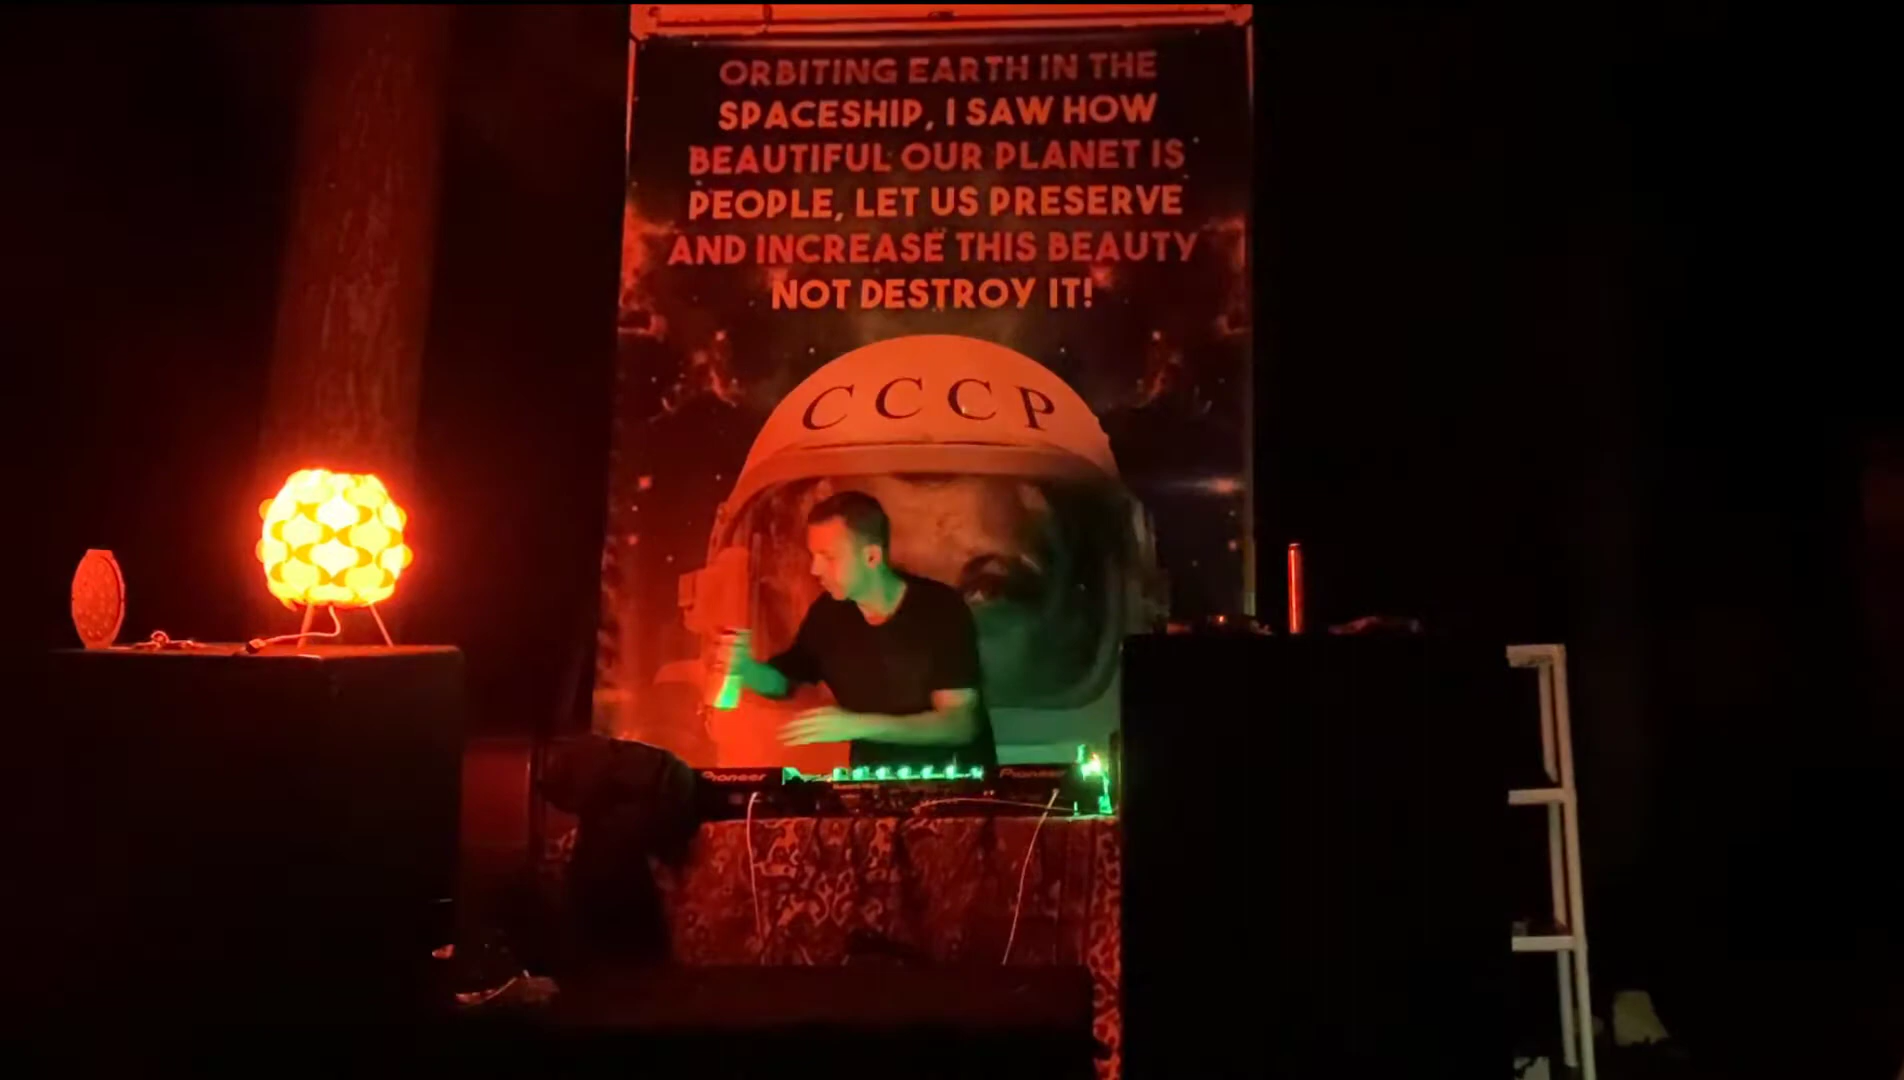 ORBITING EARTH IN THE
SPACESHIP, I SAW HOW
BEAUTIFUL OUR PLANET IS
PEOPLE, LET US PRESERVE
AND INCREASE THIS BEAUTY
NOT DESTROY IT!
СССР
Pioneer
Pioneer